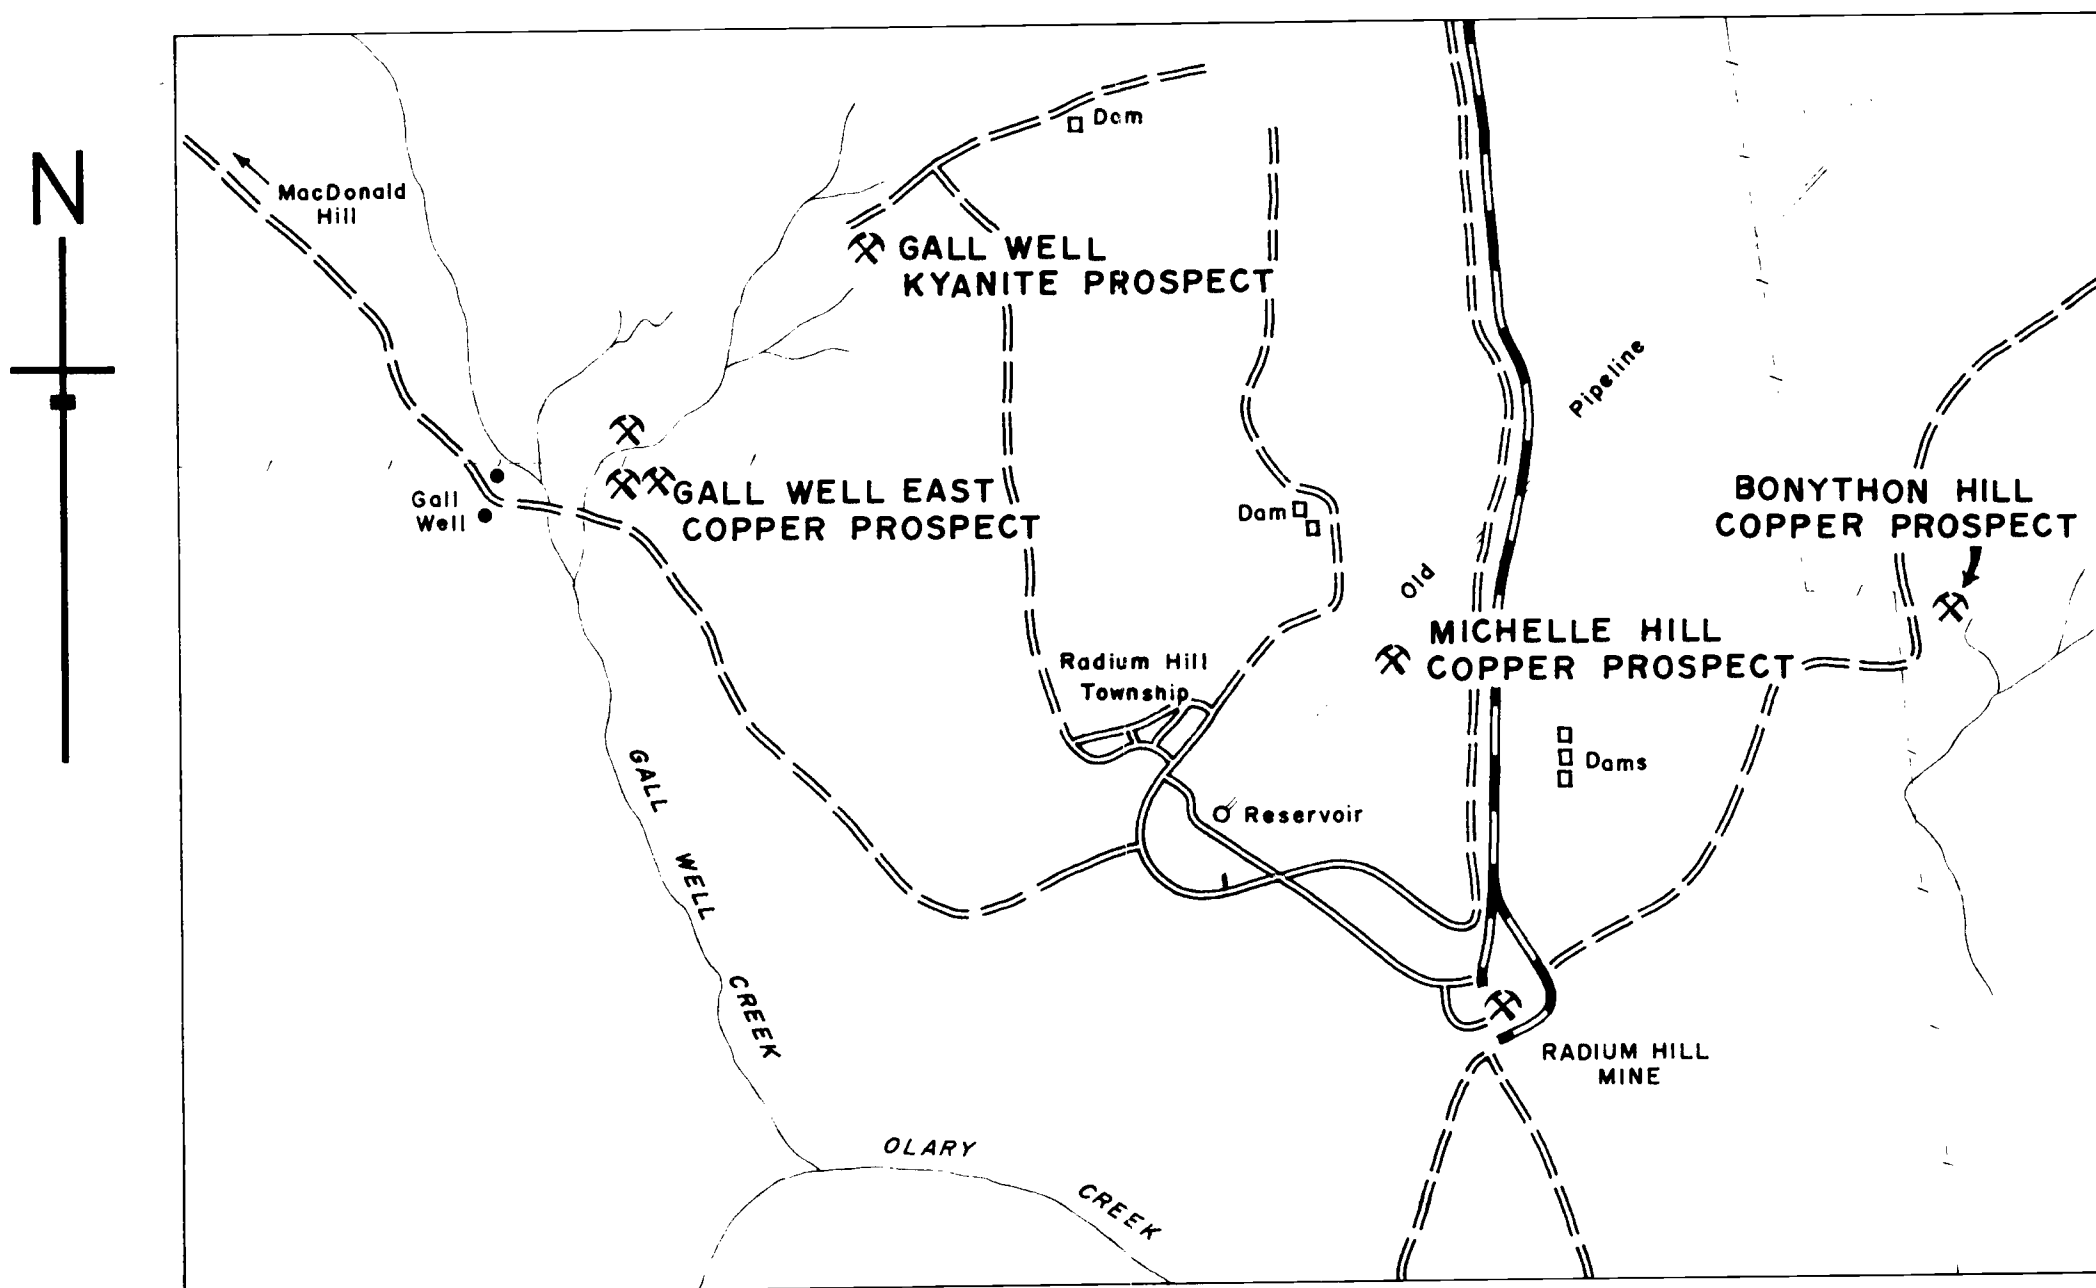 N
Dam
MacDonald
Hill
GALL WELL
KYANITE PROSPECT
Old Pipeline
Gall
Well
GALL WELL EAST
COPPER PROSPECT
Dam
BONYTHON HILL
COPPER PROSPECT
MICHELLE HILL
COPPER PROSPECT
Radium Hill
Township
Dams
Reservoir
GALL WELL CREEK
RADIUM HILL
MINE
OLARY CREEK